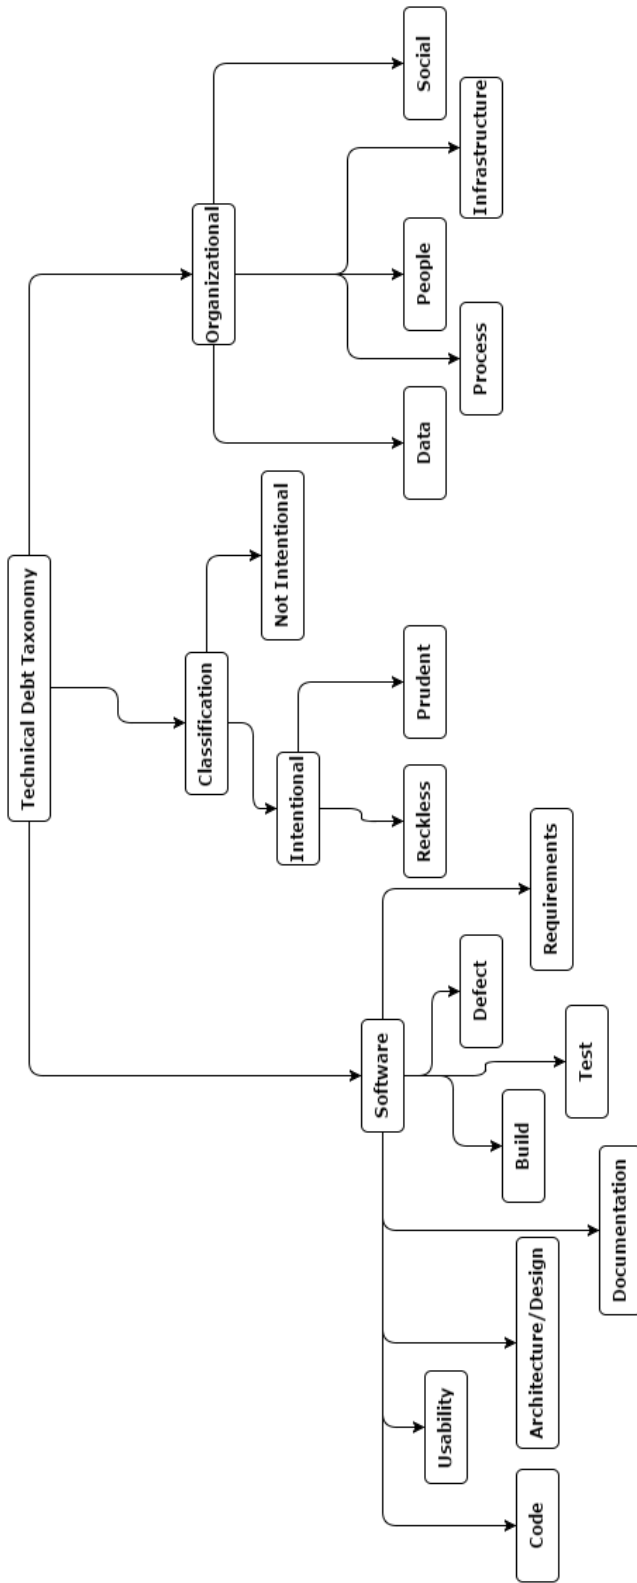 Technical Debt Taxonomy
Software
Classification
Organizational
Intentional
Not Intentional
Reckless
Prudent
Code
Usability
Architecture/Design
Documentation
Build
Test
Defect
Requirements
Data
Process
People
Infrastructure
Social